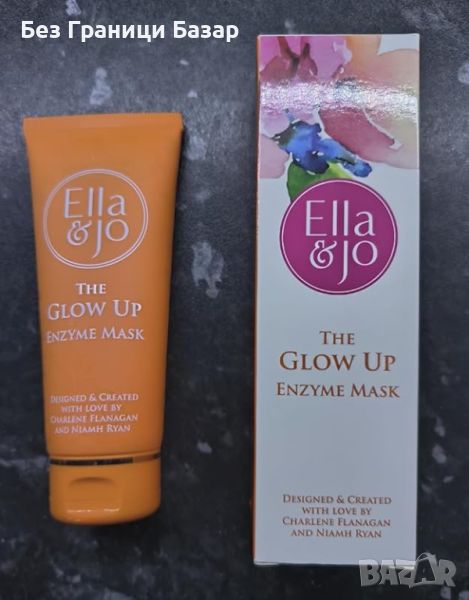 Без Граници Базар
Ella
& Jo
THE
GLOW UP
ENZYME MASK
DESIGNED & CREATED
WITH LOVE BY
CHARLENE FLANAGAN
AND NIAMH RYAN
Ella
& Jo
THE
GLOW UP
ENZYME MASK
DESIGNED & CREATED
WITH LOVE BY
CHARLENE FLANAGAN
AND NIAMH RYAN
BAZAR